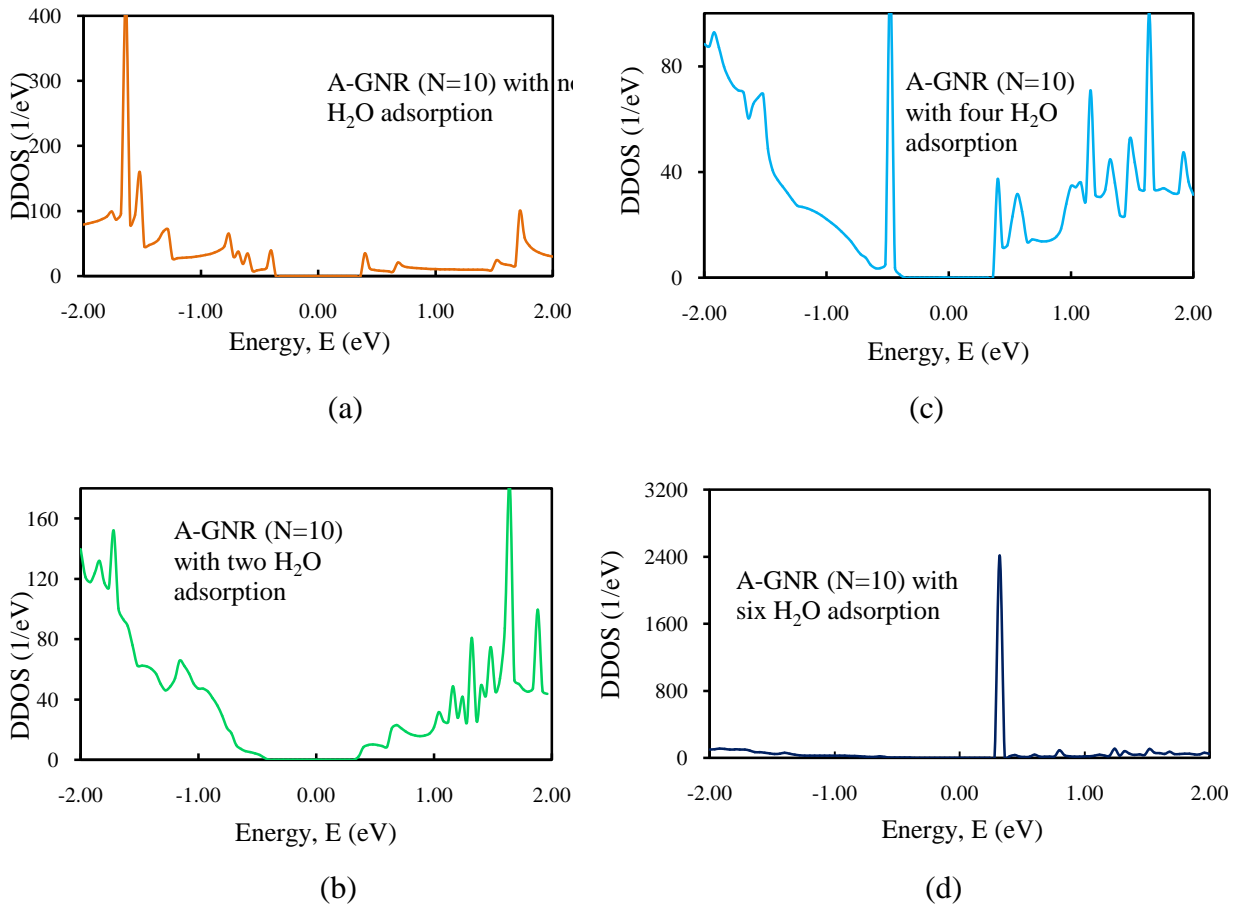 400
300
200
100
0
DDOS (1/eV)
A-GNR (N=10) with no
H₂O adsorption
-2.00 -1.00 0.00 1.00 2.00
Energy, E (eV)
(a)
80
40
0
DDOS (1/eV)
A-GNR (N=10)
with four H₂O
adsorption
-2.00 -1.00 0.00 1.00 2.00
Energy, E (eV)
(c)
160
120
80
40
0
DDOS (1/eV)
A-GNR (N=10)
with two H₂O
adsorption
-2.00 -1.00 0.00 1.00 2.00
Energy, E (eV)
(b)
3200
2400
1600
800
0
DDOS (1/eV)
A-GNR (N=10) with
six H₂O adsorption
-2.00 -1.00 0.00 1.00 2.00
Energy, E (eV)
(d)